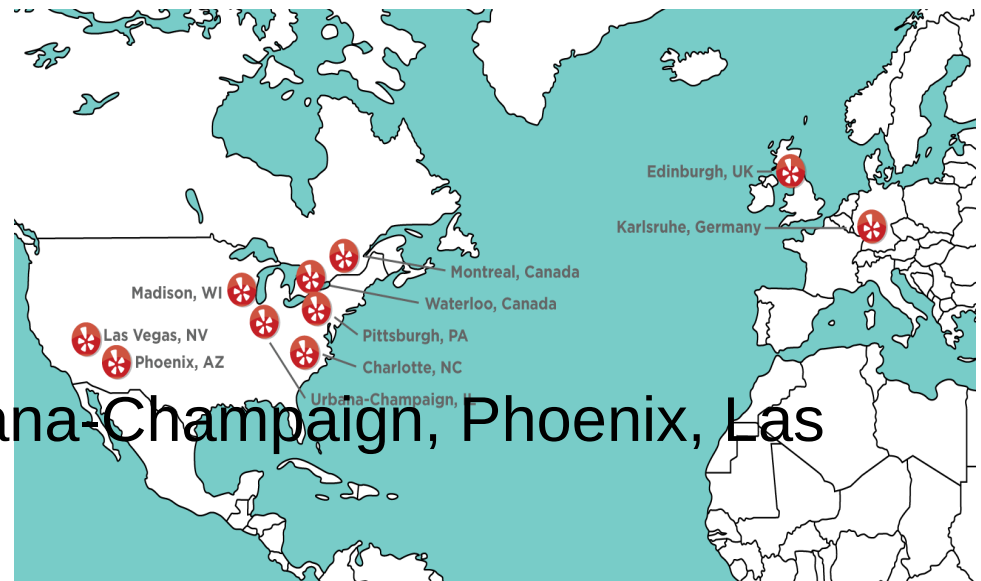 Edinburgh, UK
Karlsruhe, Germany
Montreal, Canada
Madison, WI
Waterloo, Canada
Las Vegas, NV
Pittsburgh, PA
Phoenix, AZ
Charlotte, NC
Urbana-Champaign,
ana-Champaign, Phoenix, Las